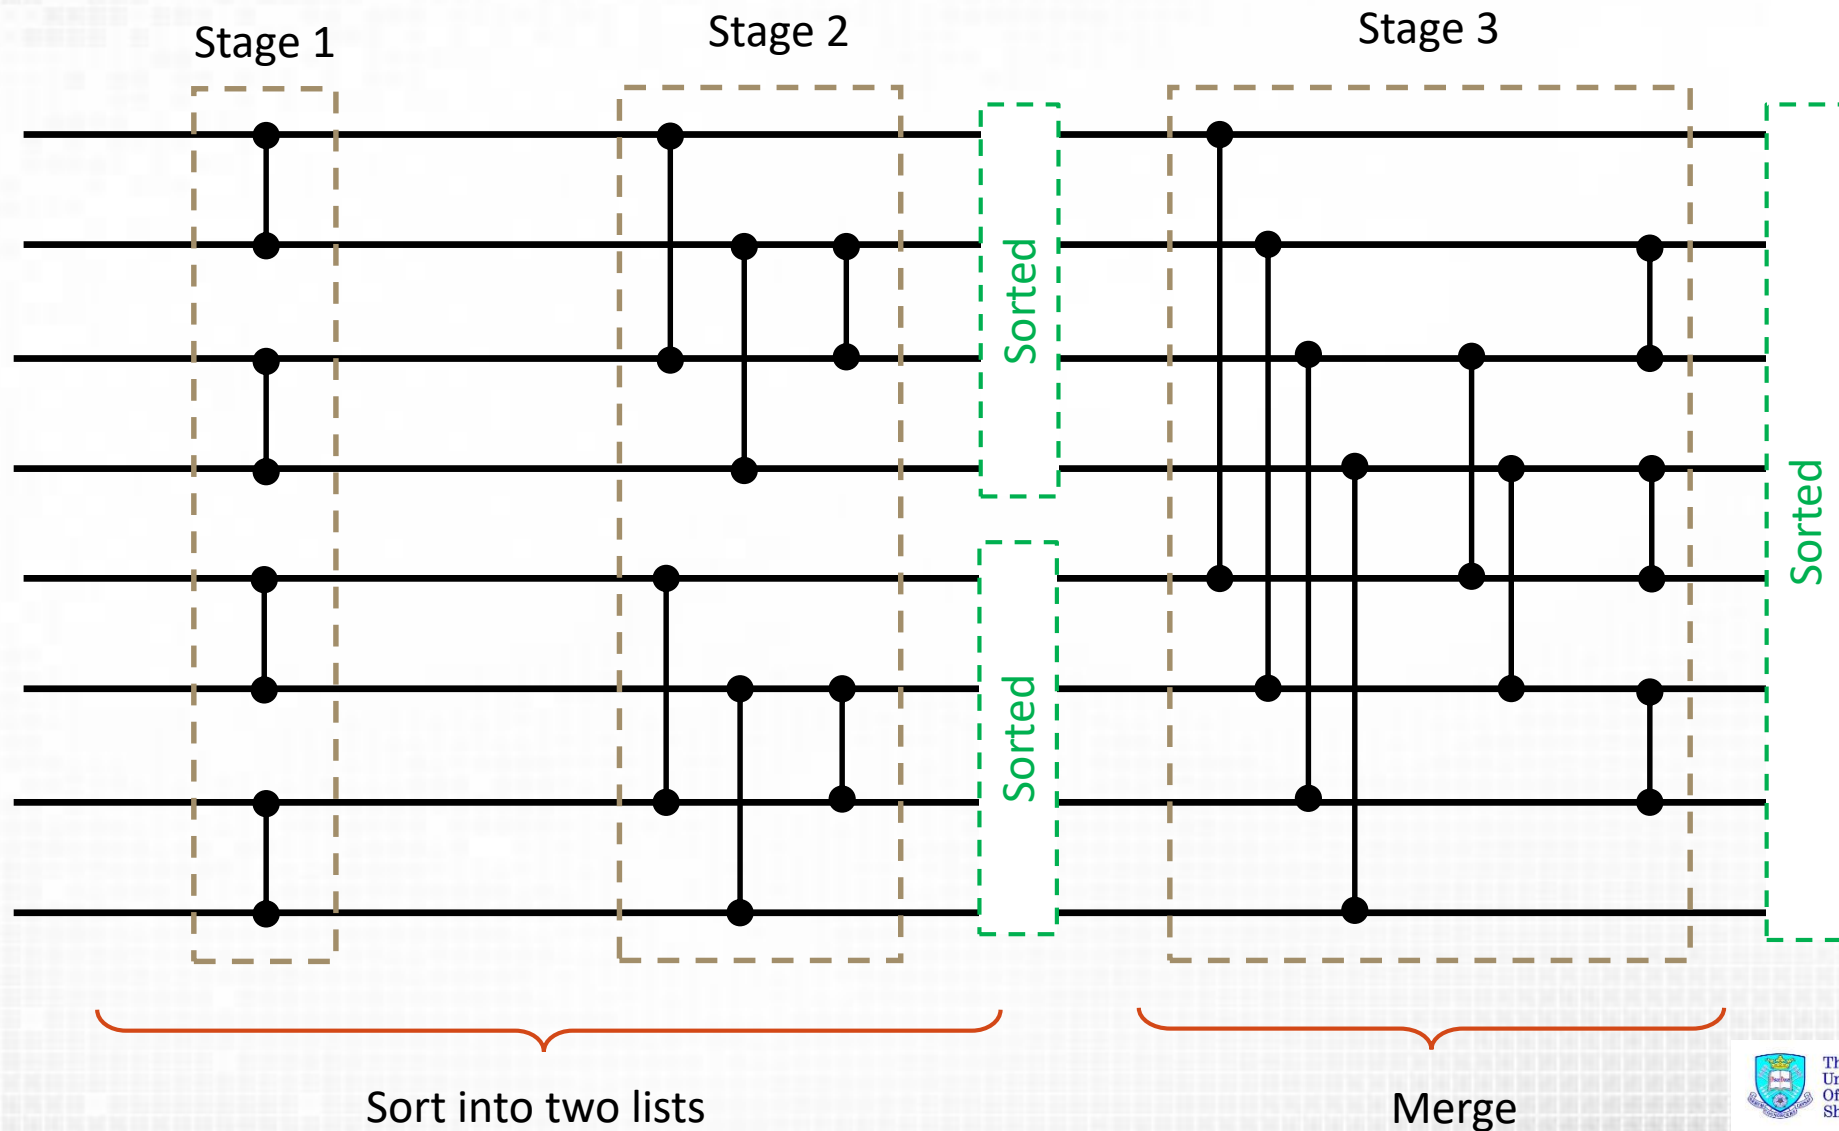 Stage 1
Stage 2
Stage 3
Sorted
Sorted
Sorted
Sort into two lists
Merge